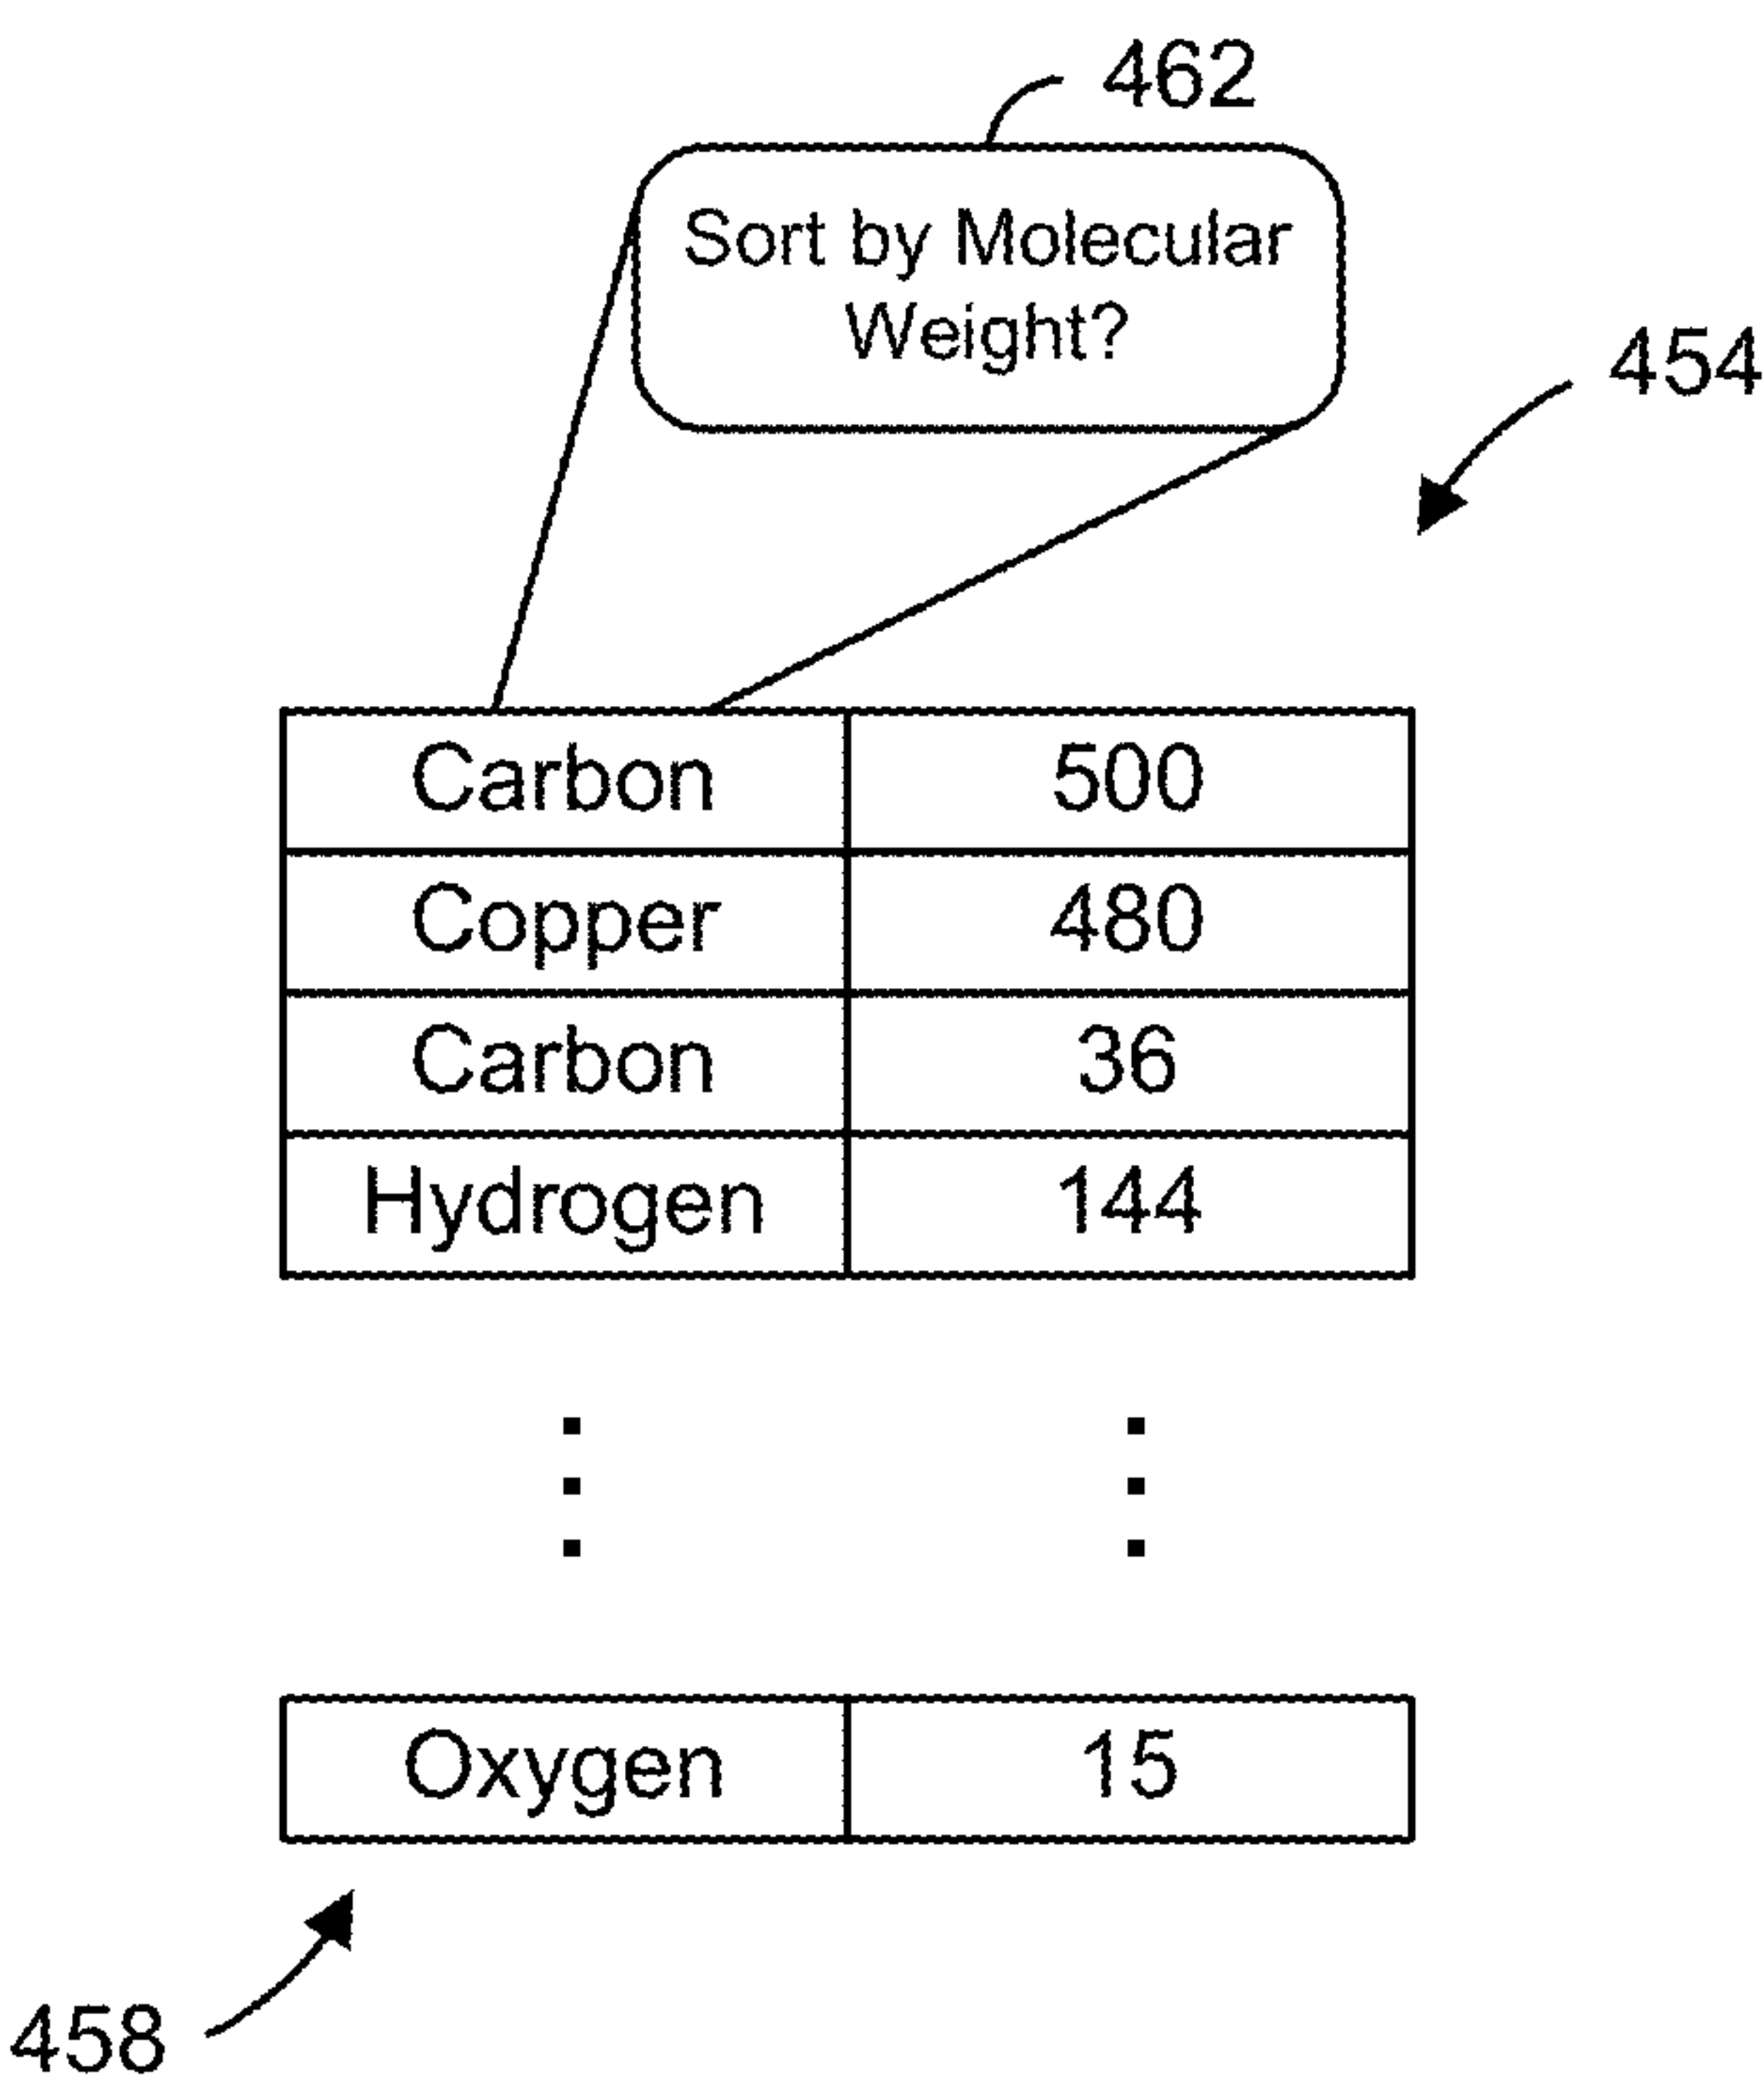 462
Sort by Molecular
Weight?
454
Carbon 500
Copper 480
Carbon 36
Hydrogen 144
Oxygen 15
458